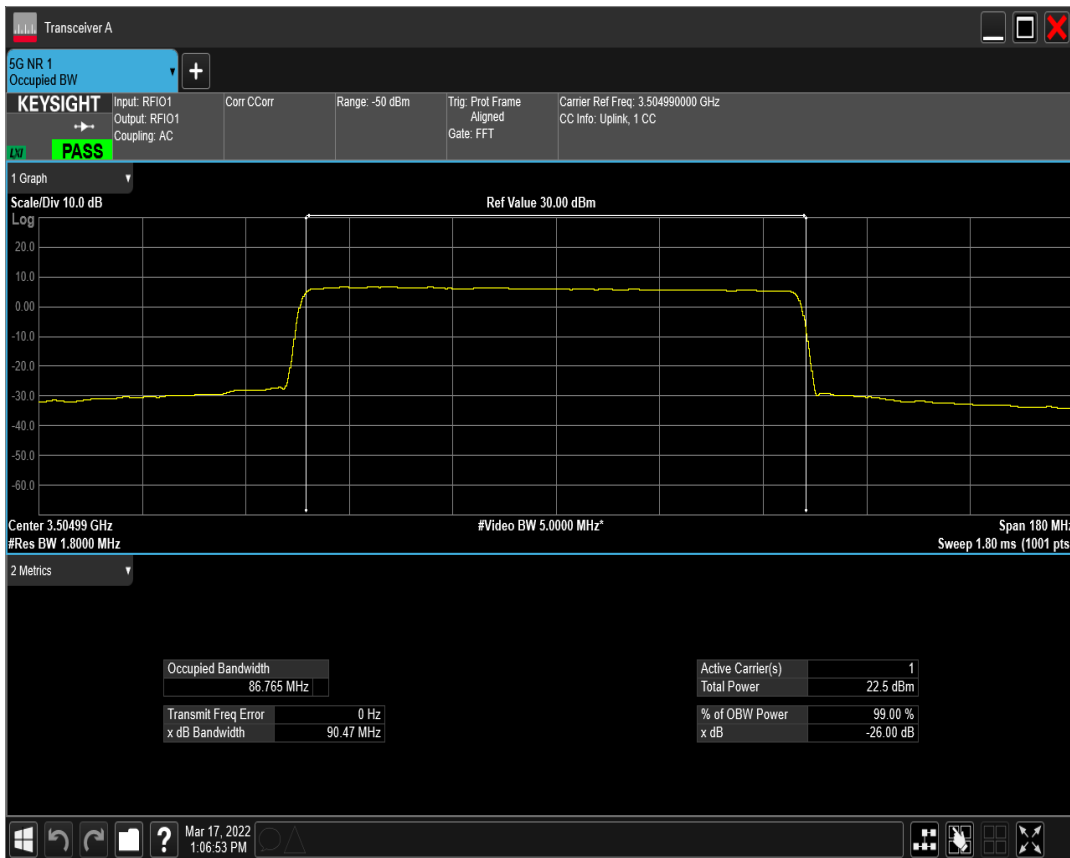 Transceiver A
5G NR 1
Occupied BW
+
KEYSIGHT
LXI
PASS
Input: RFIO1
Output: RFIO1
Coupling: AC
Corr CCorr
Range: -50 dBm
Trig: Prot Frame
Aligned
Gate: FFT
Carrier Ref Freq: 3.504990000 GHz
CC Info: Uplink, 1 CC
1 Graph
Scale/Div 10.0 dB
Ref Value 30.00 dBm
Log
20.0
10.0
0.00
-10.0
-20.0
-30.0
-40.0
-50.0
-60.0
Center 3.50499 GHz
#Video BW 5.0000 MHz*
Span 180 MHz
#Res BW 1.8000 MHz
Sweep 1.80 ms (1001 pts
2 Metrics
Occupied Bandwidth
86.765 MHz
Transmit Freq Error 0 Hz
x dB Bandwidth 90.47 MHz
Active Carrier(s) 1
Total Power 22.5 dBm
% of OBW Power 99.00 %
x dB -26.00 dB
?
Mar 17, 2022
1:06:53 PM